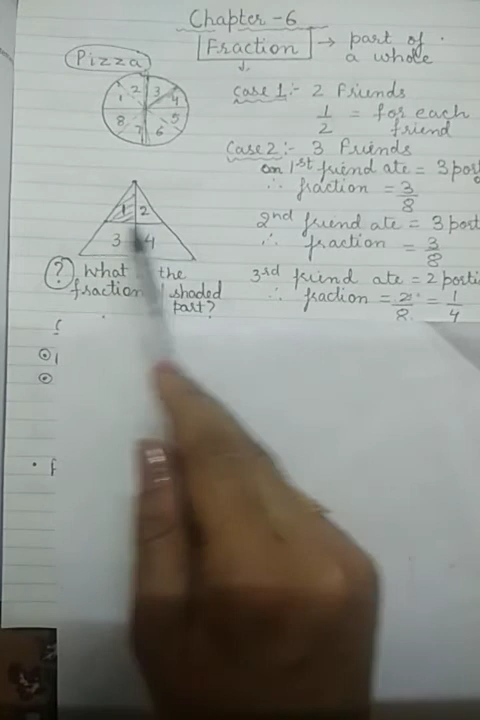 Chapter - 6
Fraction → part of
a whole
Pizza
1 2 3 4 5 6 7 8
Case 1:- 2 Friends
1/2 = for each
friend
Case 2:- 3 Friends
1st friend ate = 3
∴ fraction = 3/8
2nd friend ate = 3
∴ fraction = 3/8
3rd friend ate = 2
∴ fraction = 2/8 = 1/4
1 2
3 4
? What the
fraction shaded
part?